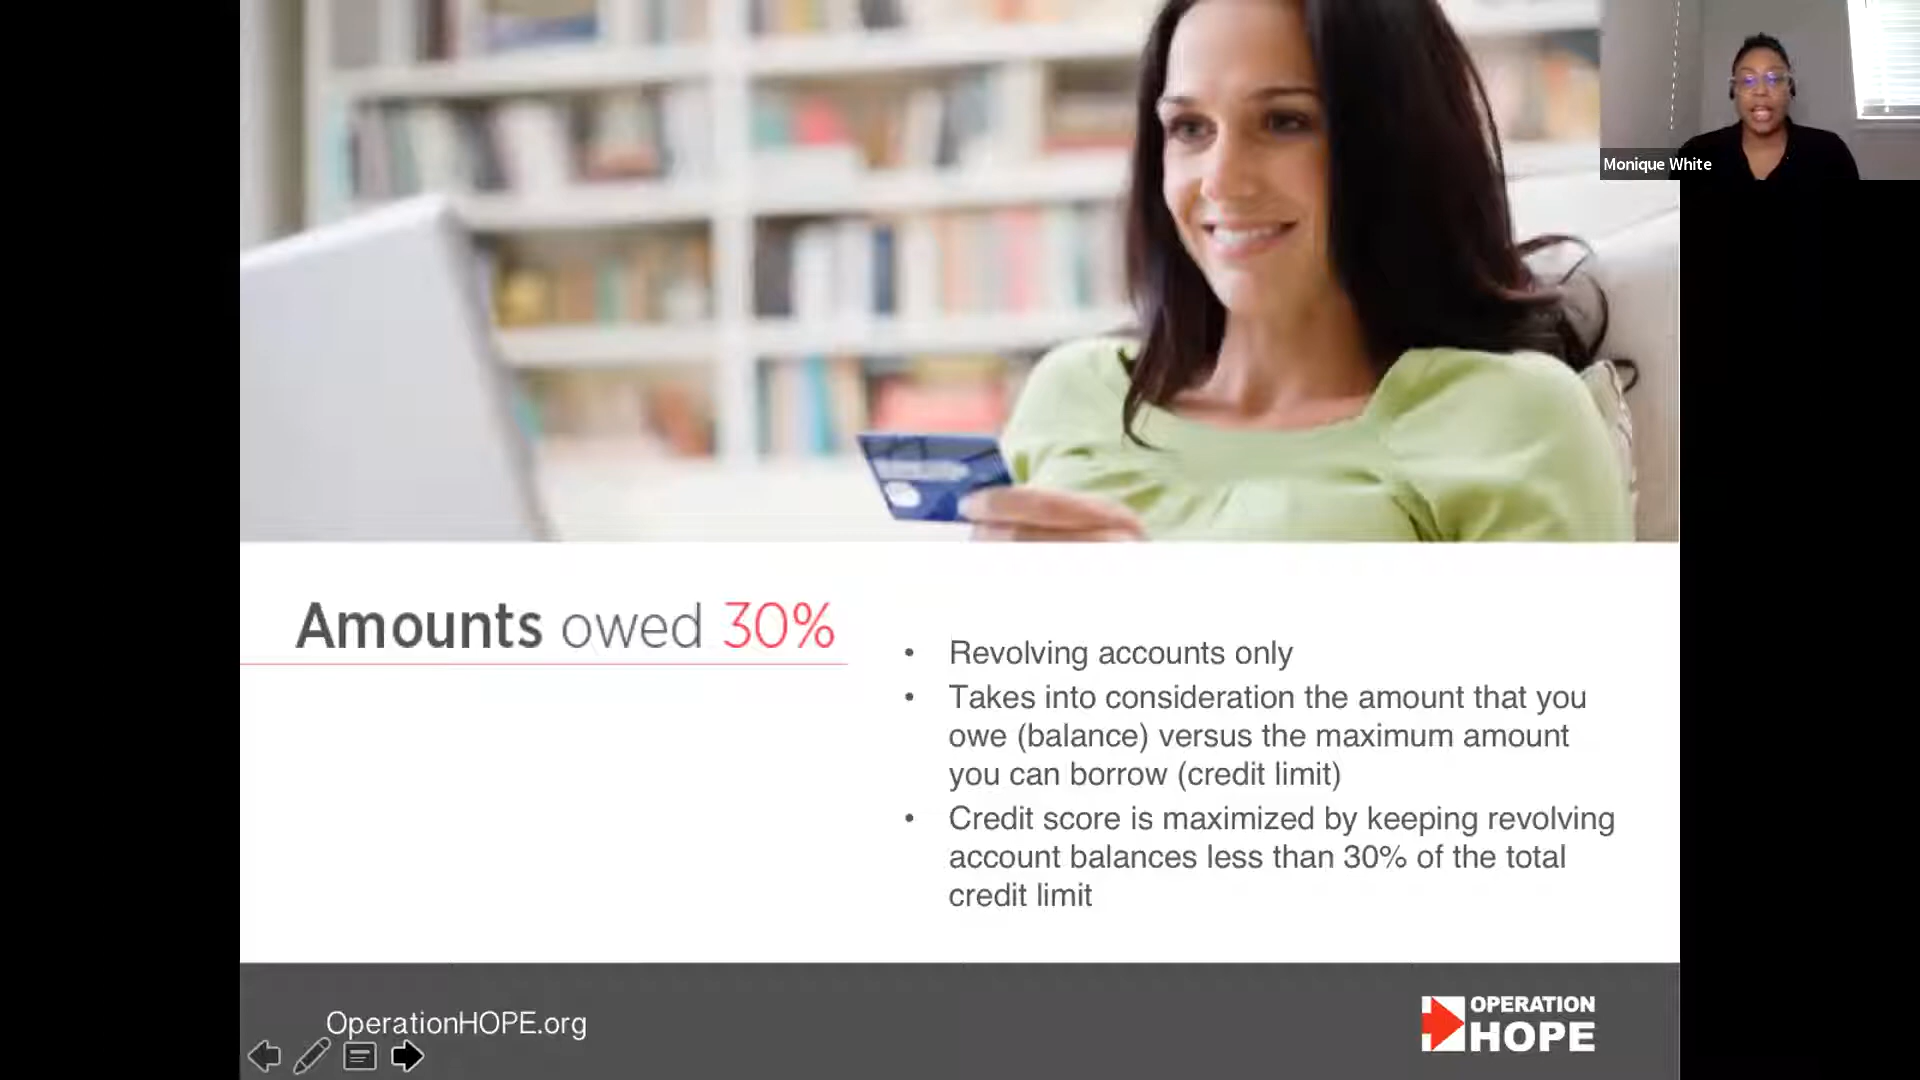 Monique White
Amounts owed 30%
• Revolving accounts only
• Takes into consideration the amount that you
owe (balance) versus the maximum amount
you can borrow (credit limit)
• Credit score is maximized by keeping revolving
account balances less than 30% of the total
credit limit
OperationHOPE.org
OPERATION
HOPE